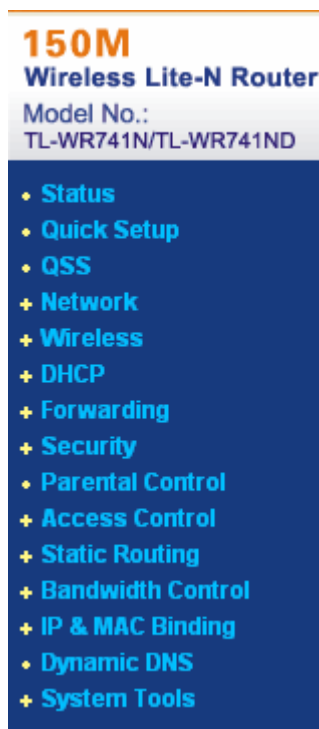 150M
Wireless Lite-N Router
Model No.:
TL-WR741N/TL-WR741ND
Status
Quick Setup
QSS
Network
Wireless
DHCP
Forwarding
Security
Parental Control
Access Control
Static Routing
Bandwidth Control
IP & MAC Binding
Dynamic DNS
System Tools